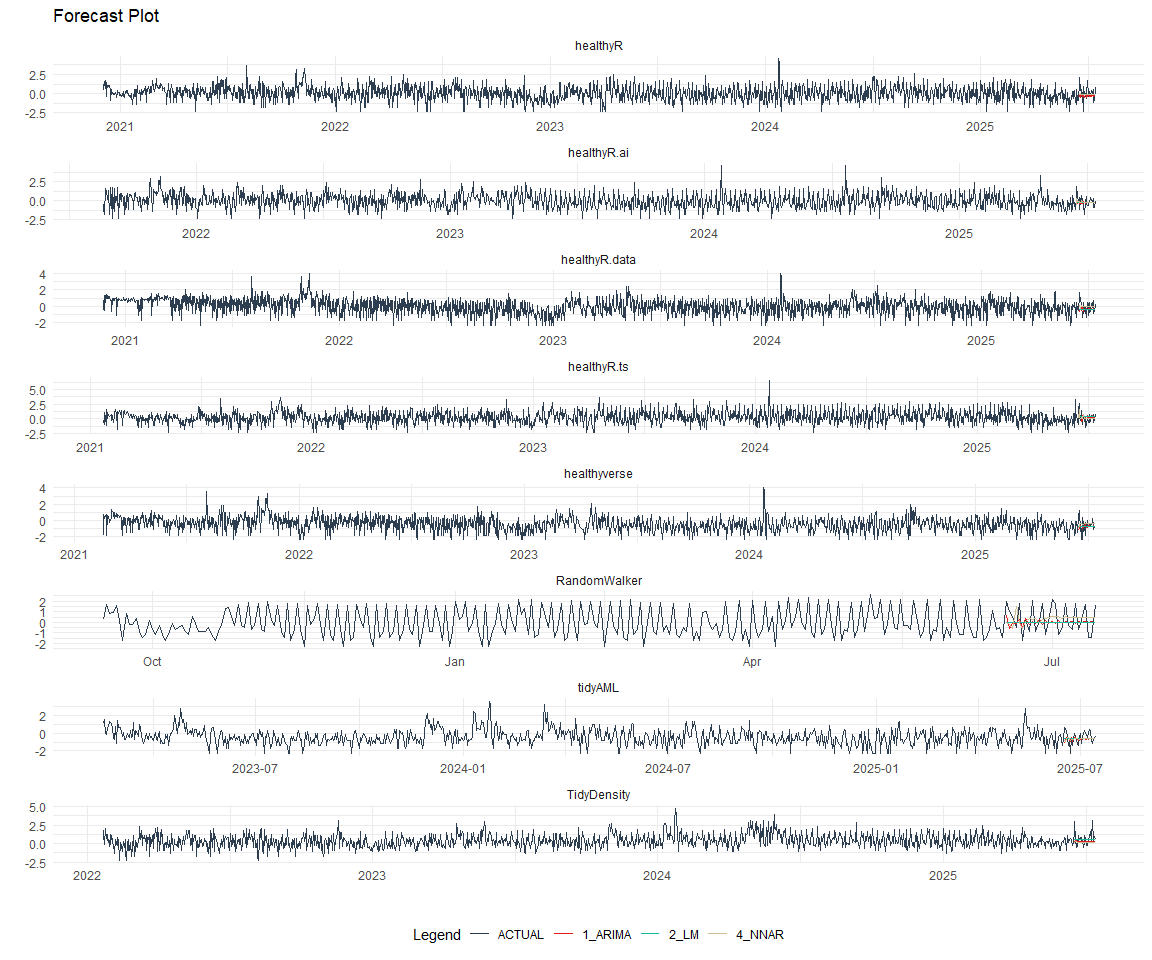 Forecast Plot
healthyR
2.5
0.0
-2.5
2021 2022 2023 2024 2025
healthyR.ai
2.5
0.0
-2.5
2022 2023 2024 2025
healthyR.data
4
2
0
-2
2021 2022 2023 2024 2025
healthyR.ts
5.0
2.5
0.0
-2.5
2021 2022 2023 2024 2025
healthyverse
4
2
0
-2
2021 2022 2023 2024 2025
RandomWalker
2
1
0
-1
-2
Oct Jan Apr Jul
tidyAML
2
0
-2
2023-07 2024-01 2024-07 2025-01 2025-07
TidyDensity
5.0
2.5
0.0
-2.5
2022 2023 2024 2025
Legend ACTUAL 1_ARIMA 2_LM 4_NNAR